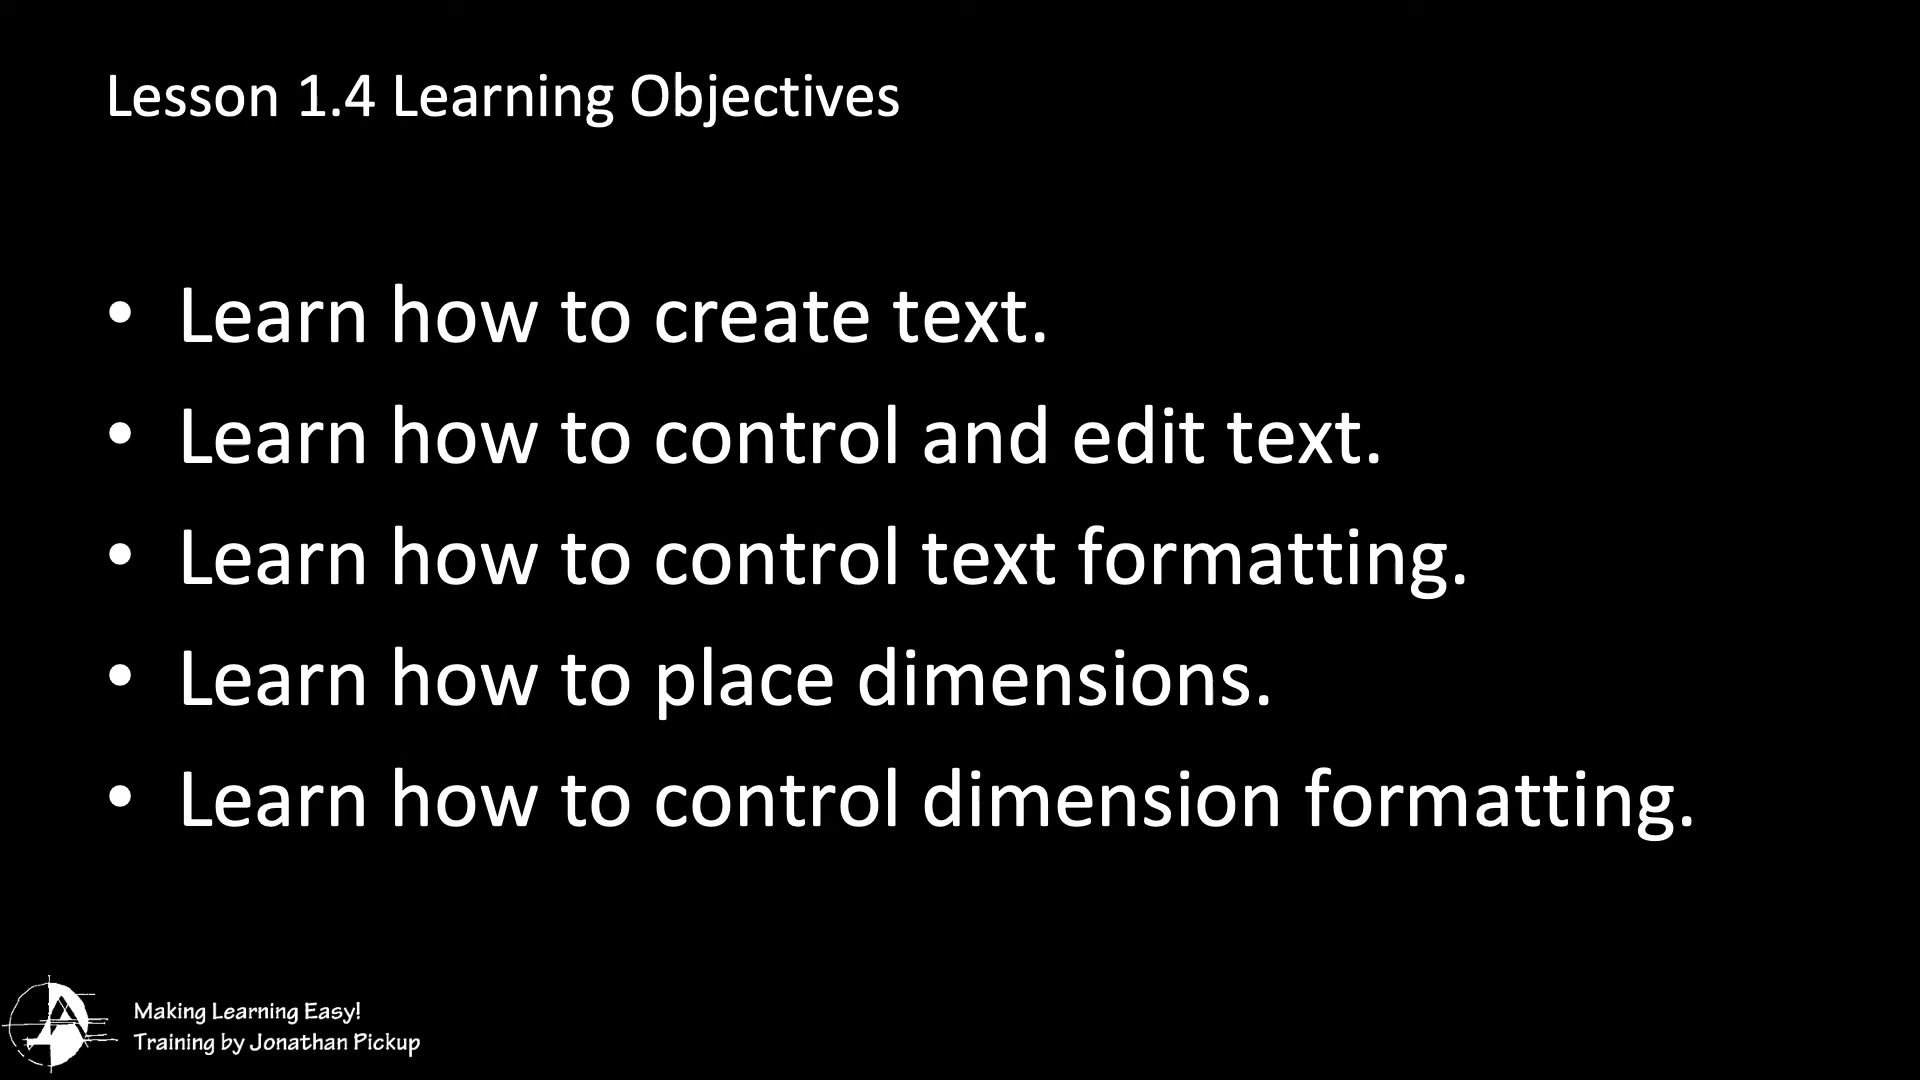 Lesson 1.4 Learning Objectives
• Learn how to create text.
• Learn how to control and edit text.
• Learn how to control text formatting.
• Learn how to place dimensions.
• Learn how to control dimension formatting.
Making Learning Easy!
Training by Jonathan Pickup